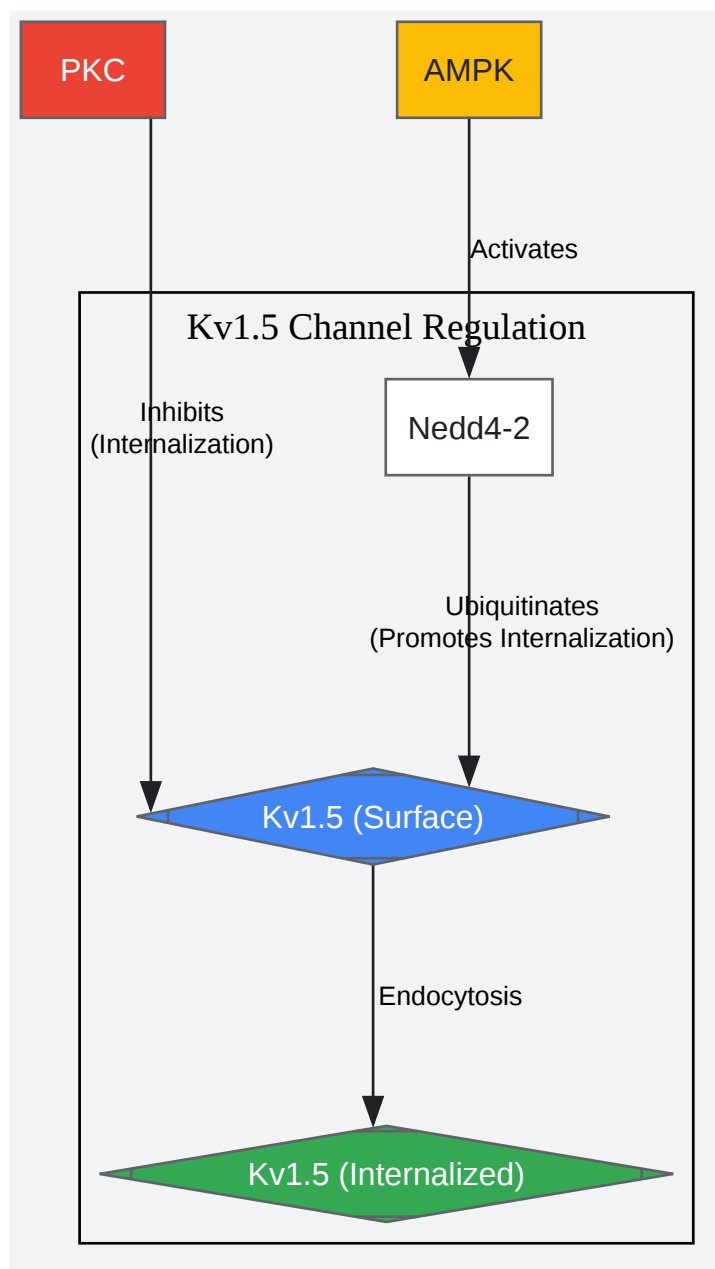 PKC
AMPK
Activates
Kv1.5 Channel Regulation
Inhibits
(Internalization)
Nedd4-2
Ubiquitinates
(Promotes Internalization)
Kv1.5 (Surface)
Endocytosis
Kv1.5 (Internalized)